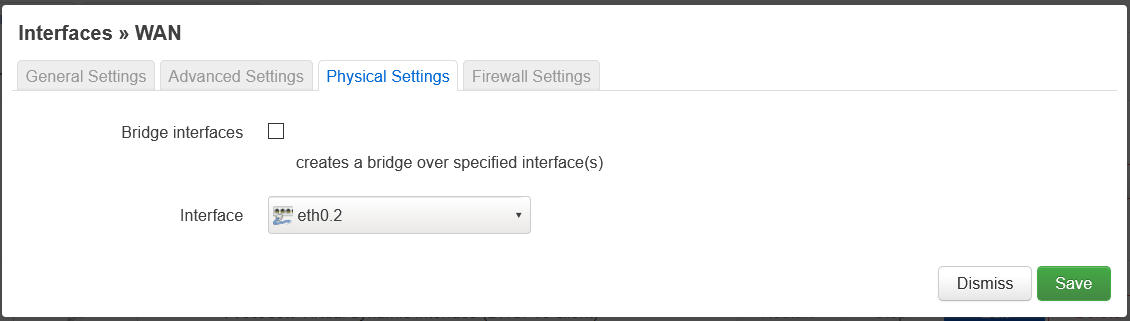 Interfaces » WAN
General Settings Advanced Settings Physical Settings Firewall Settings
Bridge interfaces
creates a bridge over specified interface(s)
Interface eth0.2
Dismiss Save